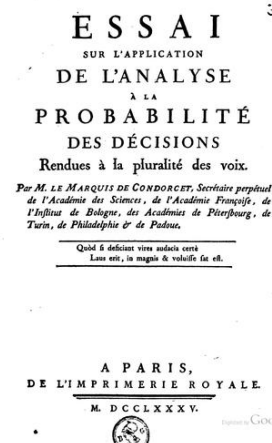 ESSAI
SUR L'APPLICATION
DE L'ANALYSE
À LA
PROBABILITÉ
DES DÉCISIONS
Rendues à la pluralité des voix.
Par M. LE MARQUIS DE CONDORCET, Secrétaire perpétuel
de l'Académie des Sciences, de l'Académie Françoiſe, de
l'Inſtitut de Bologne, des Académies de Péterſbourg, de
Turin, de Philadelphie & de Padoue.
Quòd ſi deficiant vires audacia certè
Laus erit, in magnis & voluiſſe ſat eſt.
A PARIS,
DE L'IMPRIMERIE ROYALE.
M. DCCLXXXV.